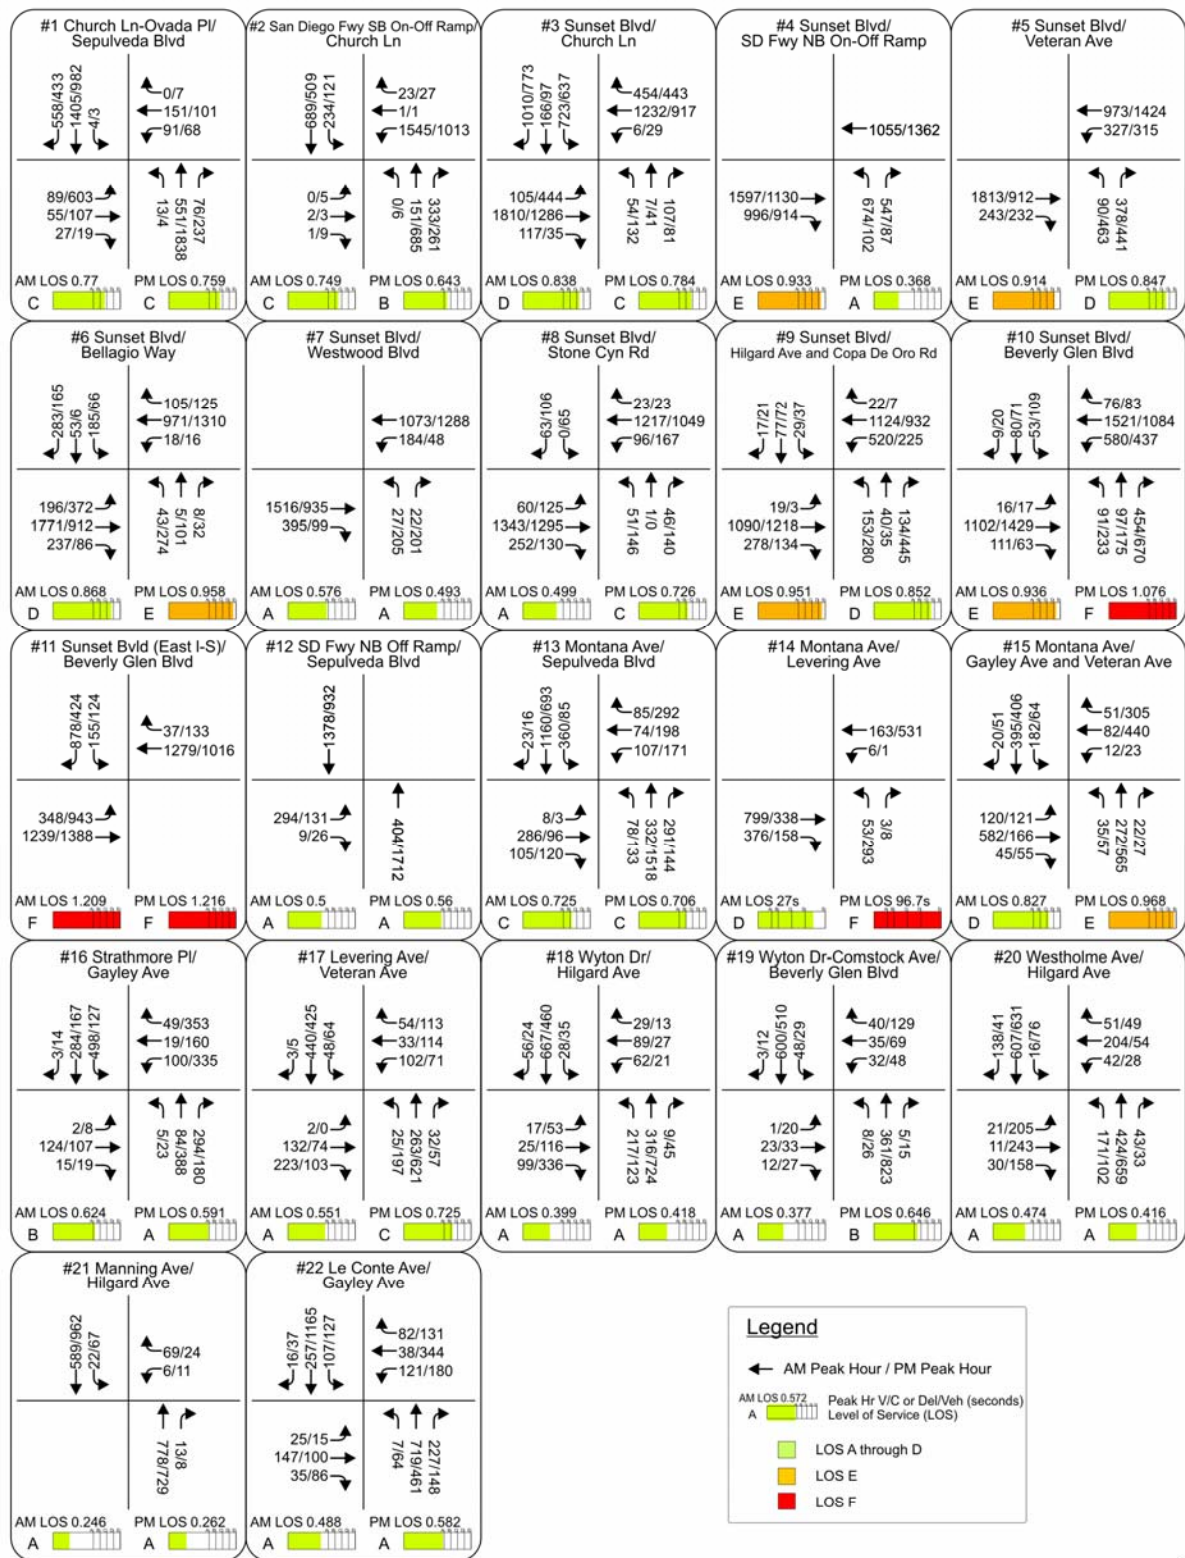 #1 Church Ln-Ovada Pl/
Sepulveda Blvd
558/433
1405/982
4/3
0/7
151/101
91/68
89/603
55/107
27/19
13/4
551/1838
76/237
AM LOS 0.77
C
PM LOS 0.759
C
#2 San Diego Fwy SB On-Off Ramp/
Church Ln
689/509
234/121
23/27
1/1
1545/1013
0/5
2/3
1/9
0/6
151/685
333/261
AM LOS 0.749
C
PM LOS 0.643
B
#3 Sunset Blvd/
Church Ln
1010/773
166/97
723/637
454/443
1232/917
6/29
105/444
1810/1286
117/35
54/132
7/41
107/81
AM LOS 0.838
D
PM LOS 0.784
C
#4 Sunset Blvd/
SD Fwy NB On-Off Ramp
1055/1362
1597/1130
996/914
674/102
547/87
AM LOS 0.933
E
PM LOS 0.368
A
#5 Sunset Blvd/
Veteran Ave
973/1424
327/315
1813/912
243/232
90/463
378/441
AM LOS 0.914
E
PM LOS 0.847
D
#6 Sunset Blvd/
Bellagio Way
283/165
53/6
185/66
105/125
971/1310
18/16
196/372
1771/912
237/86
43/274
5/101
8/32
AM LOS 0.868
D
PM LOS 0.958
E
#7 Sunset Blvd/
Westwood Blvd
1073/1288
184/48
1516/935
395/99
27/205
22/201
AM LOS 0.576
A
PM LOS 0.493
A
#8 Sunset Blvd/
Stone Cyn Rd
63/106
0/65
23/23
1217/1049
96/167
60/125
1343/1295
252/130
51/146
1/0
46/140
AM LOS 0.499
A
PM LOS 0.726
C
#9 Sunset Blvd/
Hilgard Ave and Copa De Oro Rd
17/21
77/72
29/37
22/7
1124/932
520/225
19/3
1090/1218
278/134
153/280
40/35
134/445
AM LOS 0.951
E
PM LOS 0.852
D
#10 Sunset Blvd/
Beverly Glen Blvd
9/20
80/71
53/109
76/83
1521/1084
580/437
16/17
1102/1429
111/63
91/233
97/175
454/670
AM LOS 0.936
E
PM LOS 1.076
F
#11 Sunset Bvld (East I-S)/
Beverly Glen Blvd
878/424
155/124
37/133
1279/1016
348/943
1239/1388
AM LOS 1.209
F
PM LOS 1.216
F
#12 SD Fwy NB Off Ramp/
Sepulveda Blvd
1378/932
294/131
9/26
404/1712
AM LOS 0.5
A
PM LOS 0.56
A
#13 Montana Ave/
Sepulveda Blvd
23/16
1160/693
360/85
85/292
74/198
107/171
8/3
286/96
105/120
78/133
332/1518
291/144
AM LOS 0.725
C
PM LOS 0.706
C
#14 Montana Ave/
Levering Ave
163/531
6/1
799/338
376/158
53/293
3/8
AM LOS 27s
D
PM LOS 96.7s
F
#15 Montana Ave/
Gayley Ave and Veteran Ave
20/51
396/406
182/64
51/305
82/440
12/23
120/121
582/166
45/55
35/57
272/565
22/27
AM LOS 0.827
D
PM LOS 0.968
E
#16 Strathmore Pl/
Gayley Ave
3/14
284/167
498/127
49/353
19/160
100/335
2/8
124/107
15/19
5/23
84/388
294/180
AM LOS 0.624
B
PM LOS 0.591
A
#17 Levering Ave/
Veteran Ave
3/5
440/425
48/64
54/113
33/114
102/71
2/0
132/74
223/103
25/197
263/621
32/57
AM LOS 0.551
A
PM LOS 0.725
C
#18 Wyton Dr/
Hilgard Ave
56/24
667/460
28/35
29/13
89/27
62/21
17/53
25/116
99/336
217/123
316/724
9/45
AM LOS 0.399
A
PM LOS 0.418
A
#19 Wyton Dr-Comstock Ave/
Beverly Glen Blvd
3/12
600/510
48/29
40/129
35/69
32/48
1/20
23/33
12/27
8/26
361/823
5/15
AM LOS 0.377
A
PM LOS 0.646
B
#20 Westholme Ave/
Hilgard Ave
138/41
607/631
16/76
51/49
204/54
42/28
21/205
11/243
30/158
171/102
424/659
43/33
AM LOS 0.474
A
PM LOS 0.416
A
#21 Manning Ave/
Hilgard Ave
589/962
22/67
69/24
6/11
778/729
13/8
AM LOS 0.246
A
PM LOS 0.262
A
#22 Le Conte Ave/
Gayley Ave
16/37
257/1165
107/127
82/131
38/344
121/180
25/15
147/100
35/86
7/64
719/461
227/148
AM LOS 0.488
A
PM LOS 0.582
A
Legend
AM Peak Hour / PM Peak Hour
AM LOS 0.572
A
Peak Hr V/C or Del/Veh (seconds)
Level of Service (LOS)
LOS A through D
LOS E
LOS F